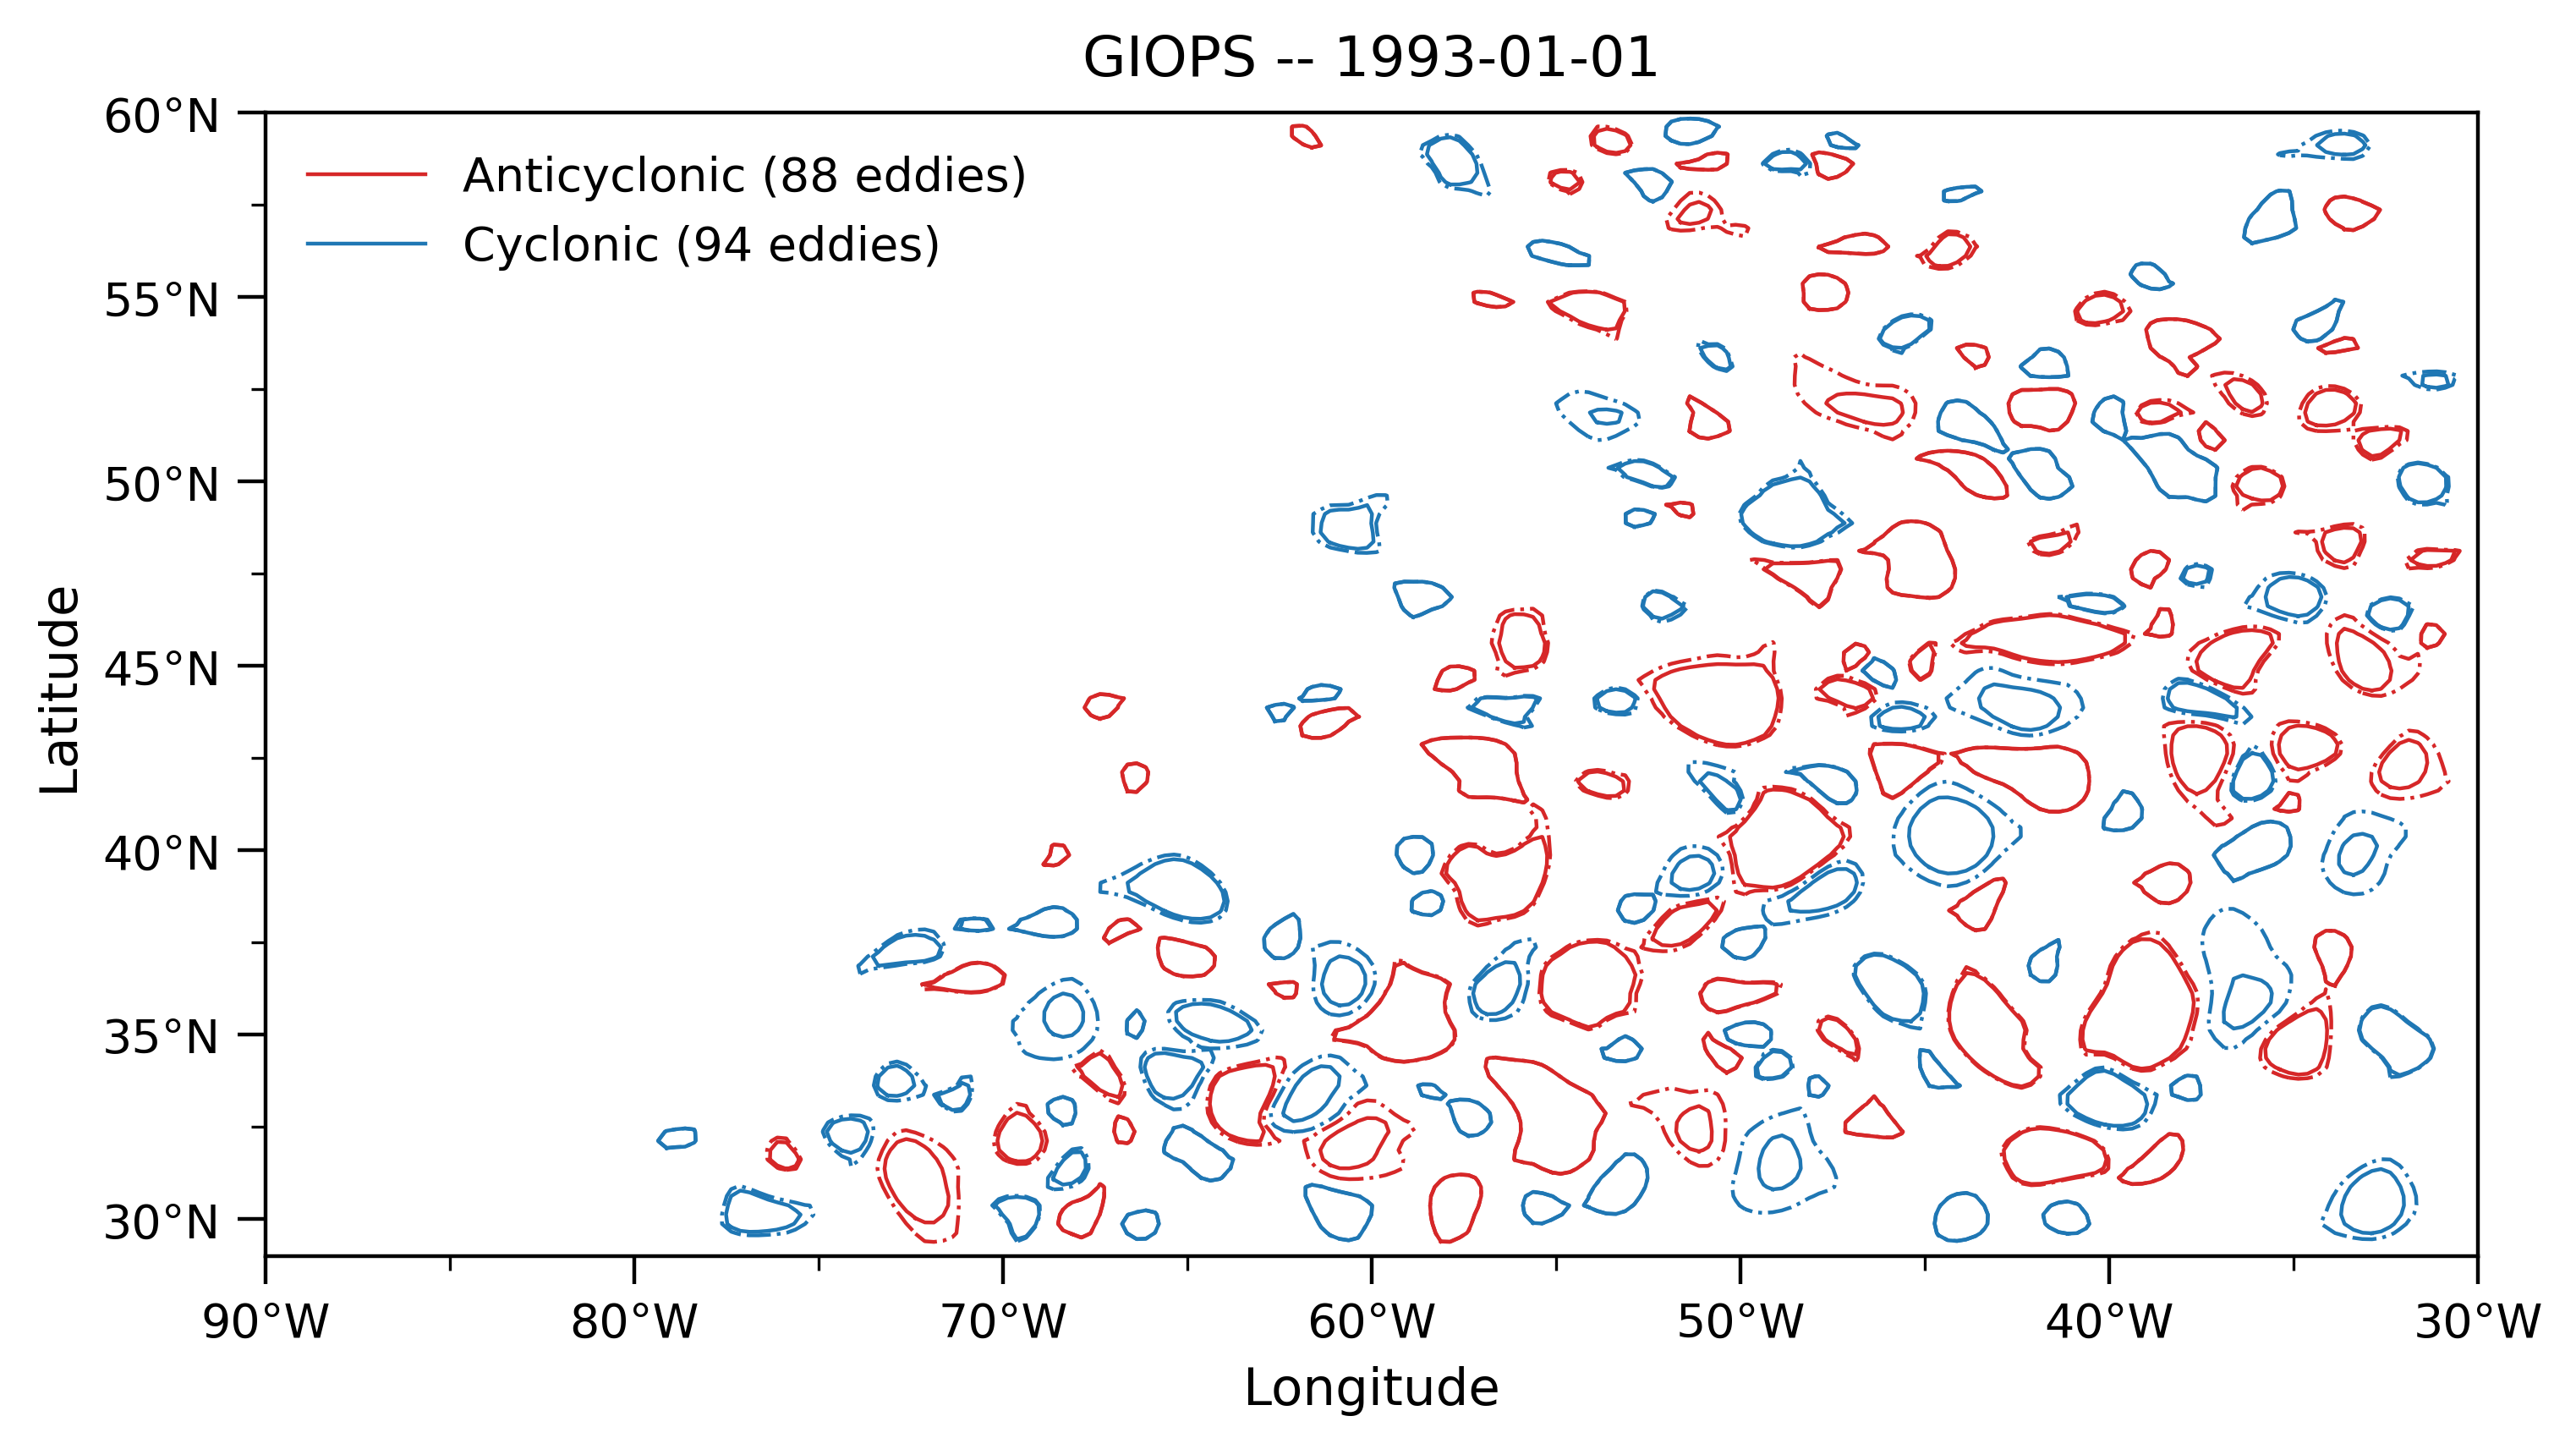 GIOPS -- 1993-01-01
60°N
Anticyclonic (88 eddies)
Cyclonic (94 eddies)
55°N
50°N
45°N
40°N
35°N
30°N
Latitude
90°W 80°W 70°W 60°W 50°W 40°W 30°W
Longitude